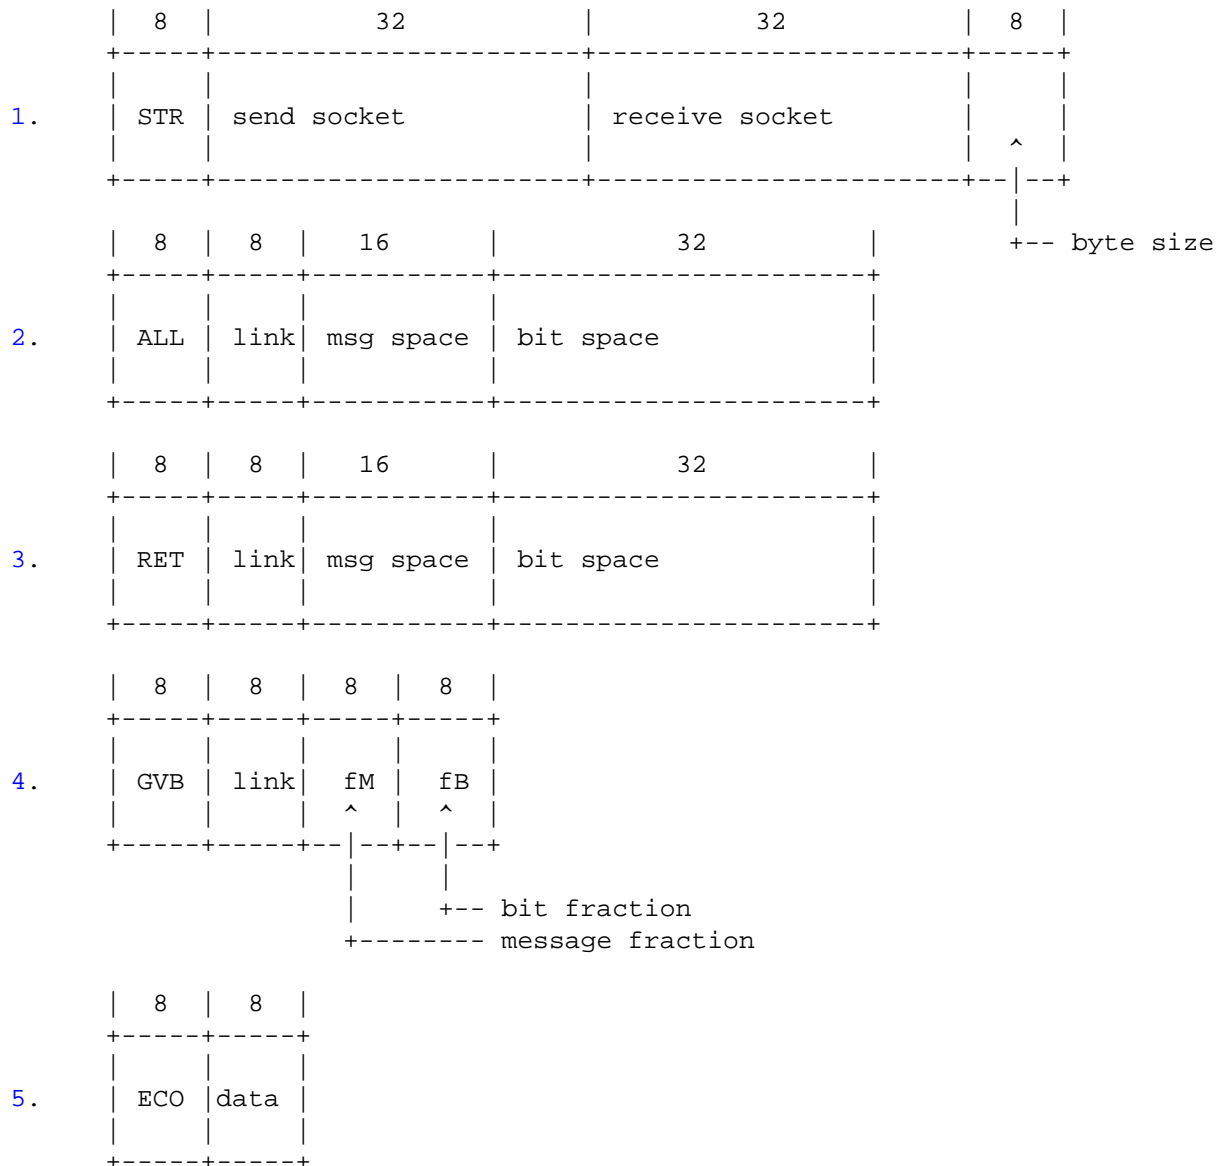 | 8 | 32 | 32 | 8 |
1. | STR | send socket | receive socket | ^ |
| 8 | 8 | 16 | 32 | +-- byte size
2. | ALL | link| msg space | bit space |
| 8 | 8 | 16 | 32 |
3. | RET | link| msg space | bit space |
| 8 | 8 | 8 | 8 |
4. | GVB | link| fM | fB |
| | | ^ | ^ |
+-- bit fraction
+-------- message fraction
| 8 | 8 |
5. | ECO |data |